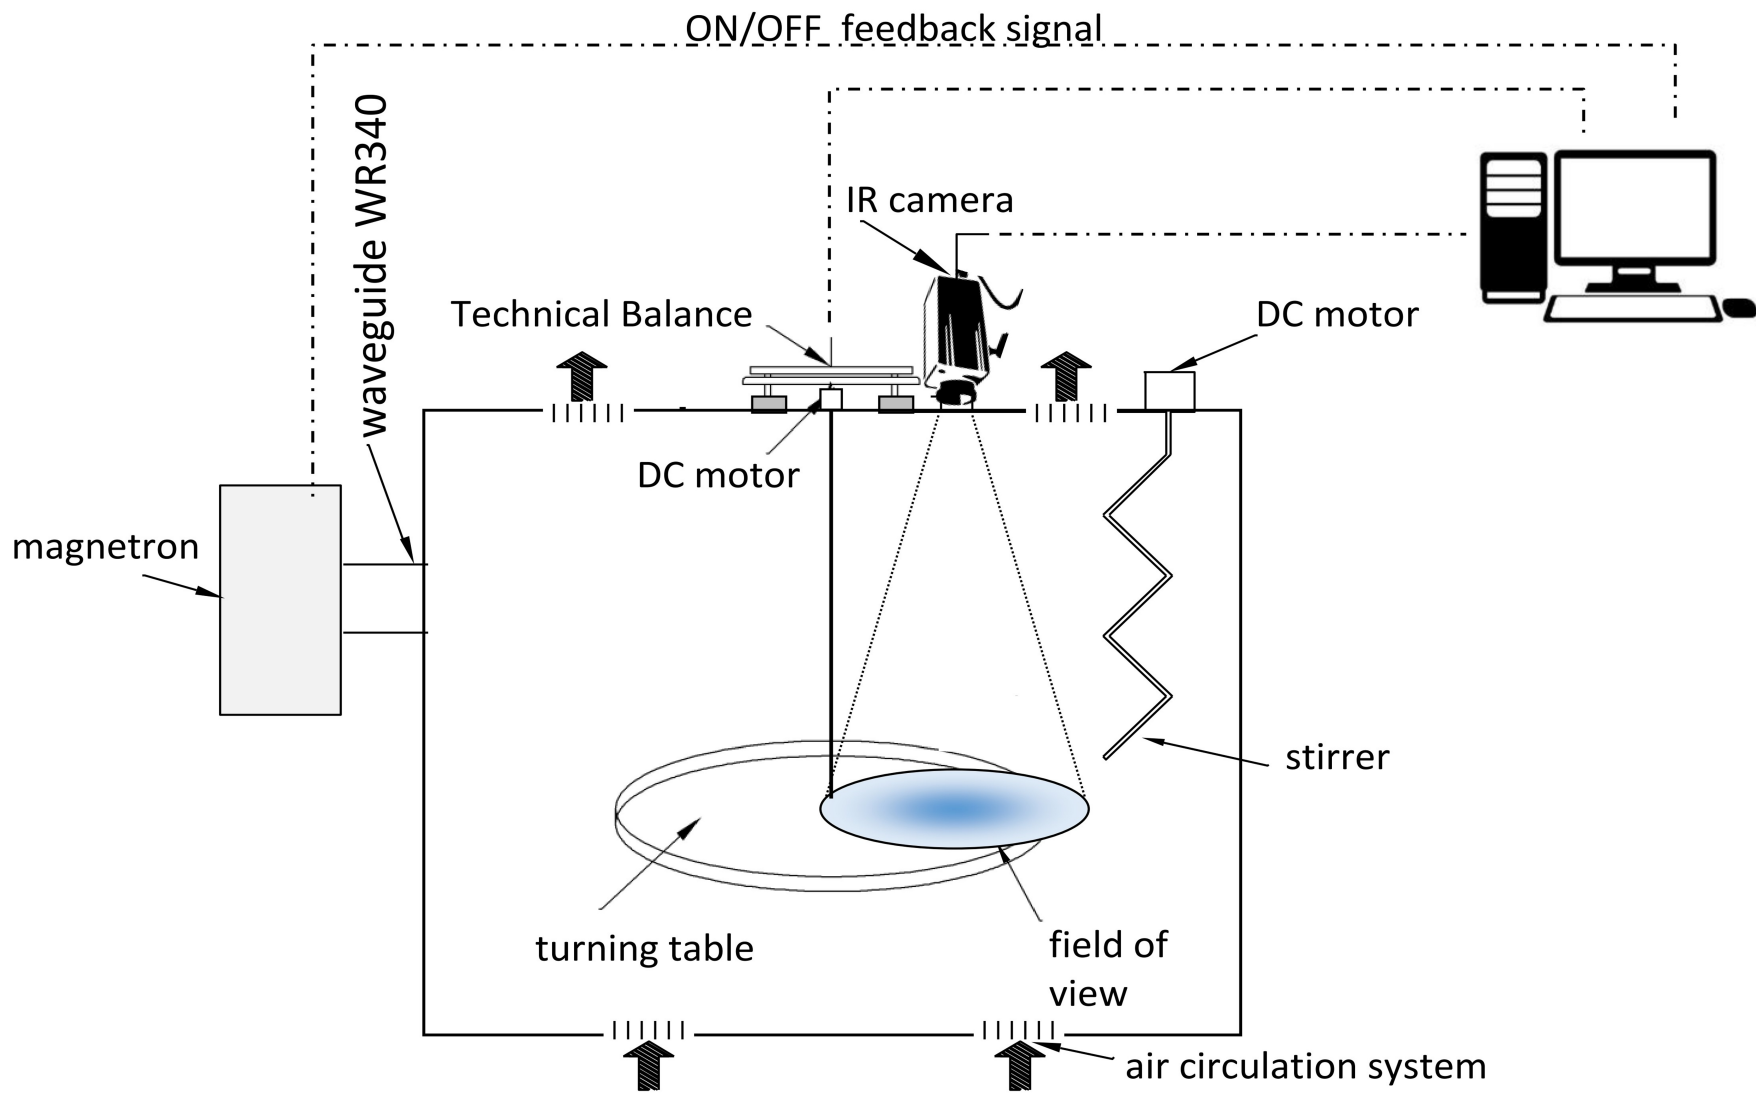 ON/OFF  feedback signal
waveguide WR340
IR camera
Technical Balance
DC motor
DC motor
magnetron
stirrer
turning table
field of
view
air circulation system